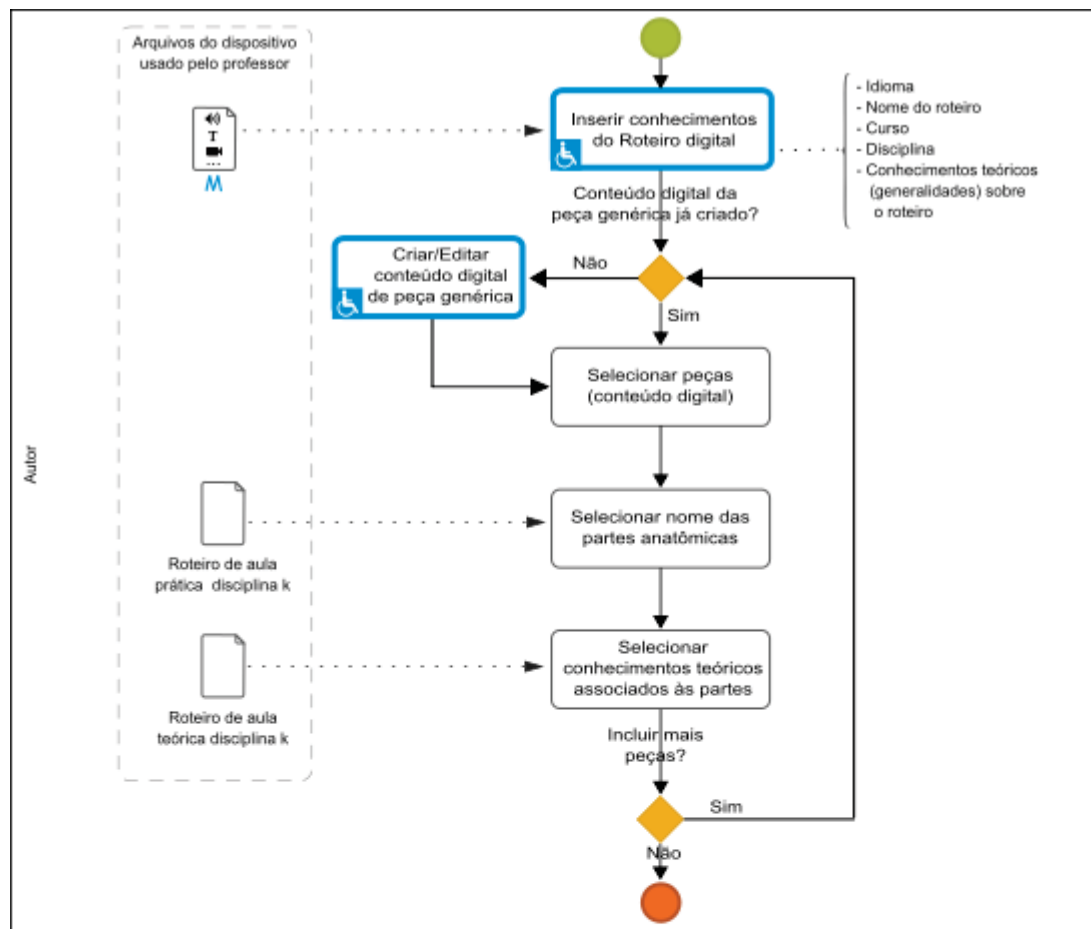 Arquivos do dispositivo
usado pelo professor
T
...
M
Inserir conhecimentos
do Roteiro digital
- Idioma
- Nome do roteiro
- Curso
- Disciplina
- Conhecimentos teóricos
(generalidades) sobre
o roteiro
Conteúdo digital da
peça genérica já criado?
Criar/Editar
conteúdo digital
de peça genérica
Não
Sim
Selecionar peças
(conteúdo digital)
Autor
Selecionar nome das
partes anatômicas
Roteiro de aula
prática disciplina k
Selecionar
conhecimentos teóricos
associados às partes
Roteiro de aula
teórica disciplina k
Incluir mais
peças?
Sim
Não